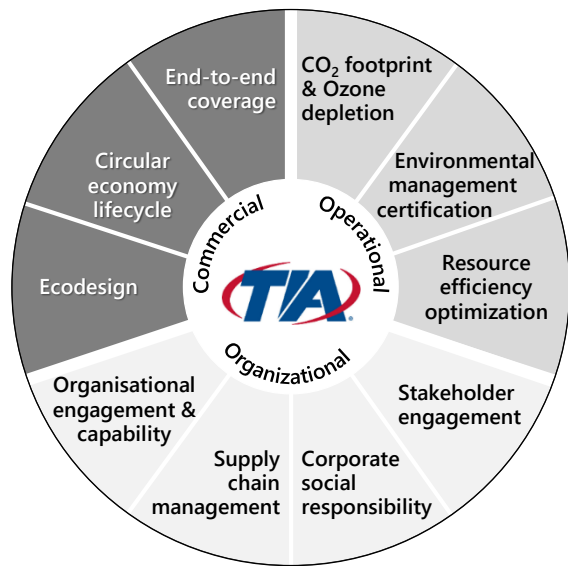 End-to-end
coverage
CO₂ footprint
& Ozone
depletion
Circular
economy
lifecycle
Environmental
management
certification
Ecodesign
Resource
efficiency
optimization
Commercial
Operational
TIA
Organizational
Organisational
engagement &
capability
Stakeholder
engagement
Supply
chain
management
Corporate
social
responsibility